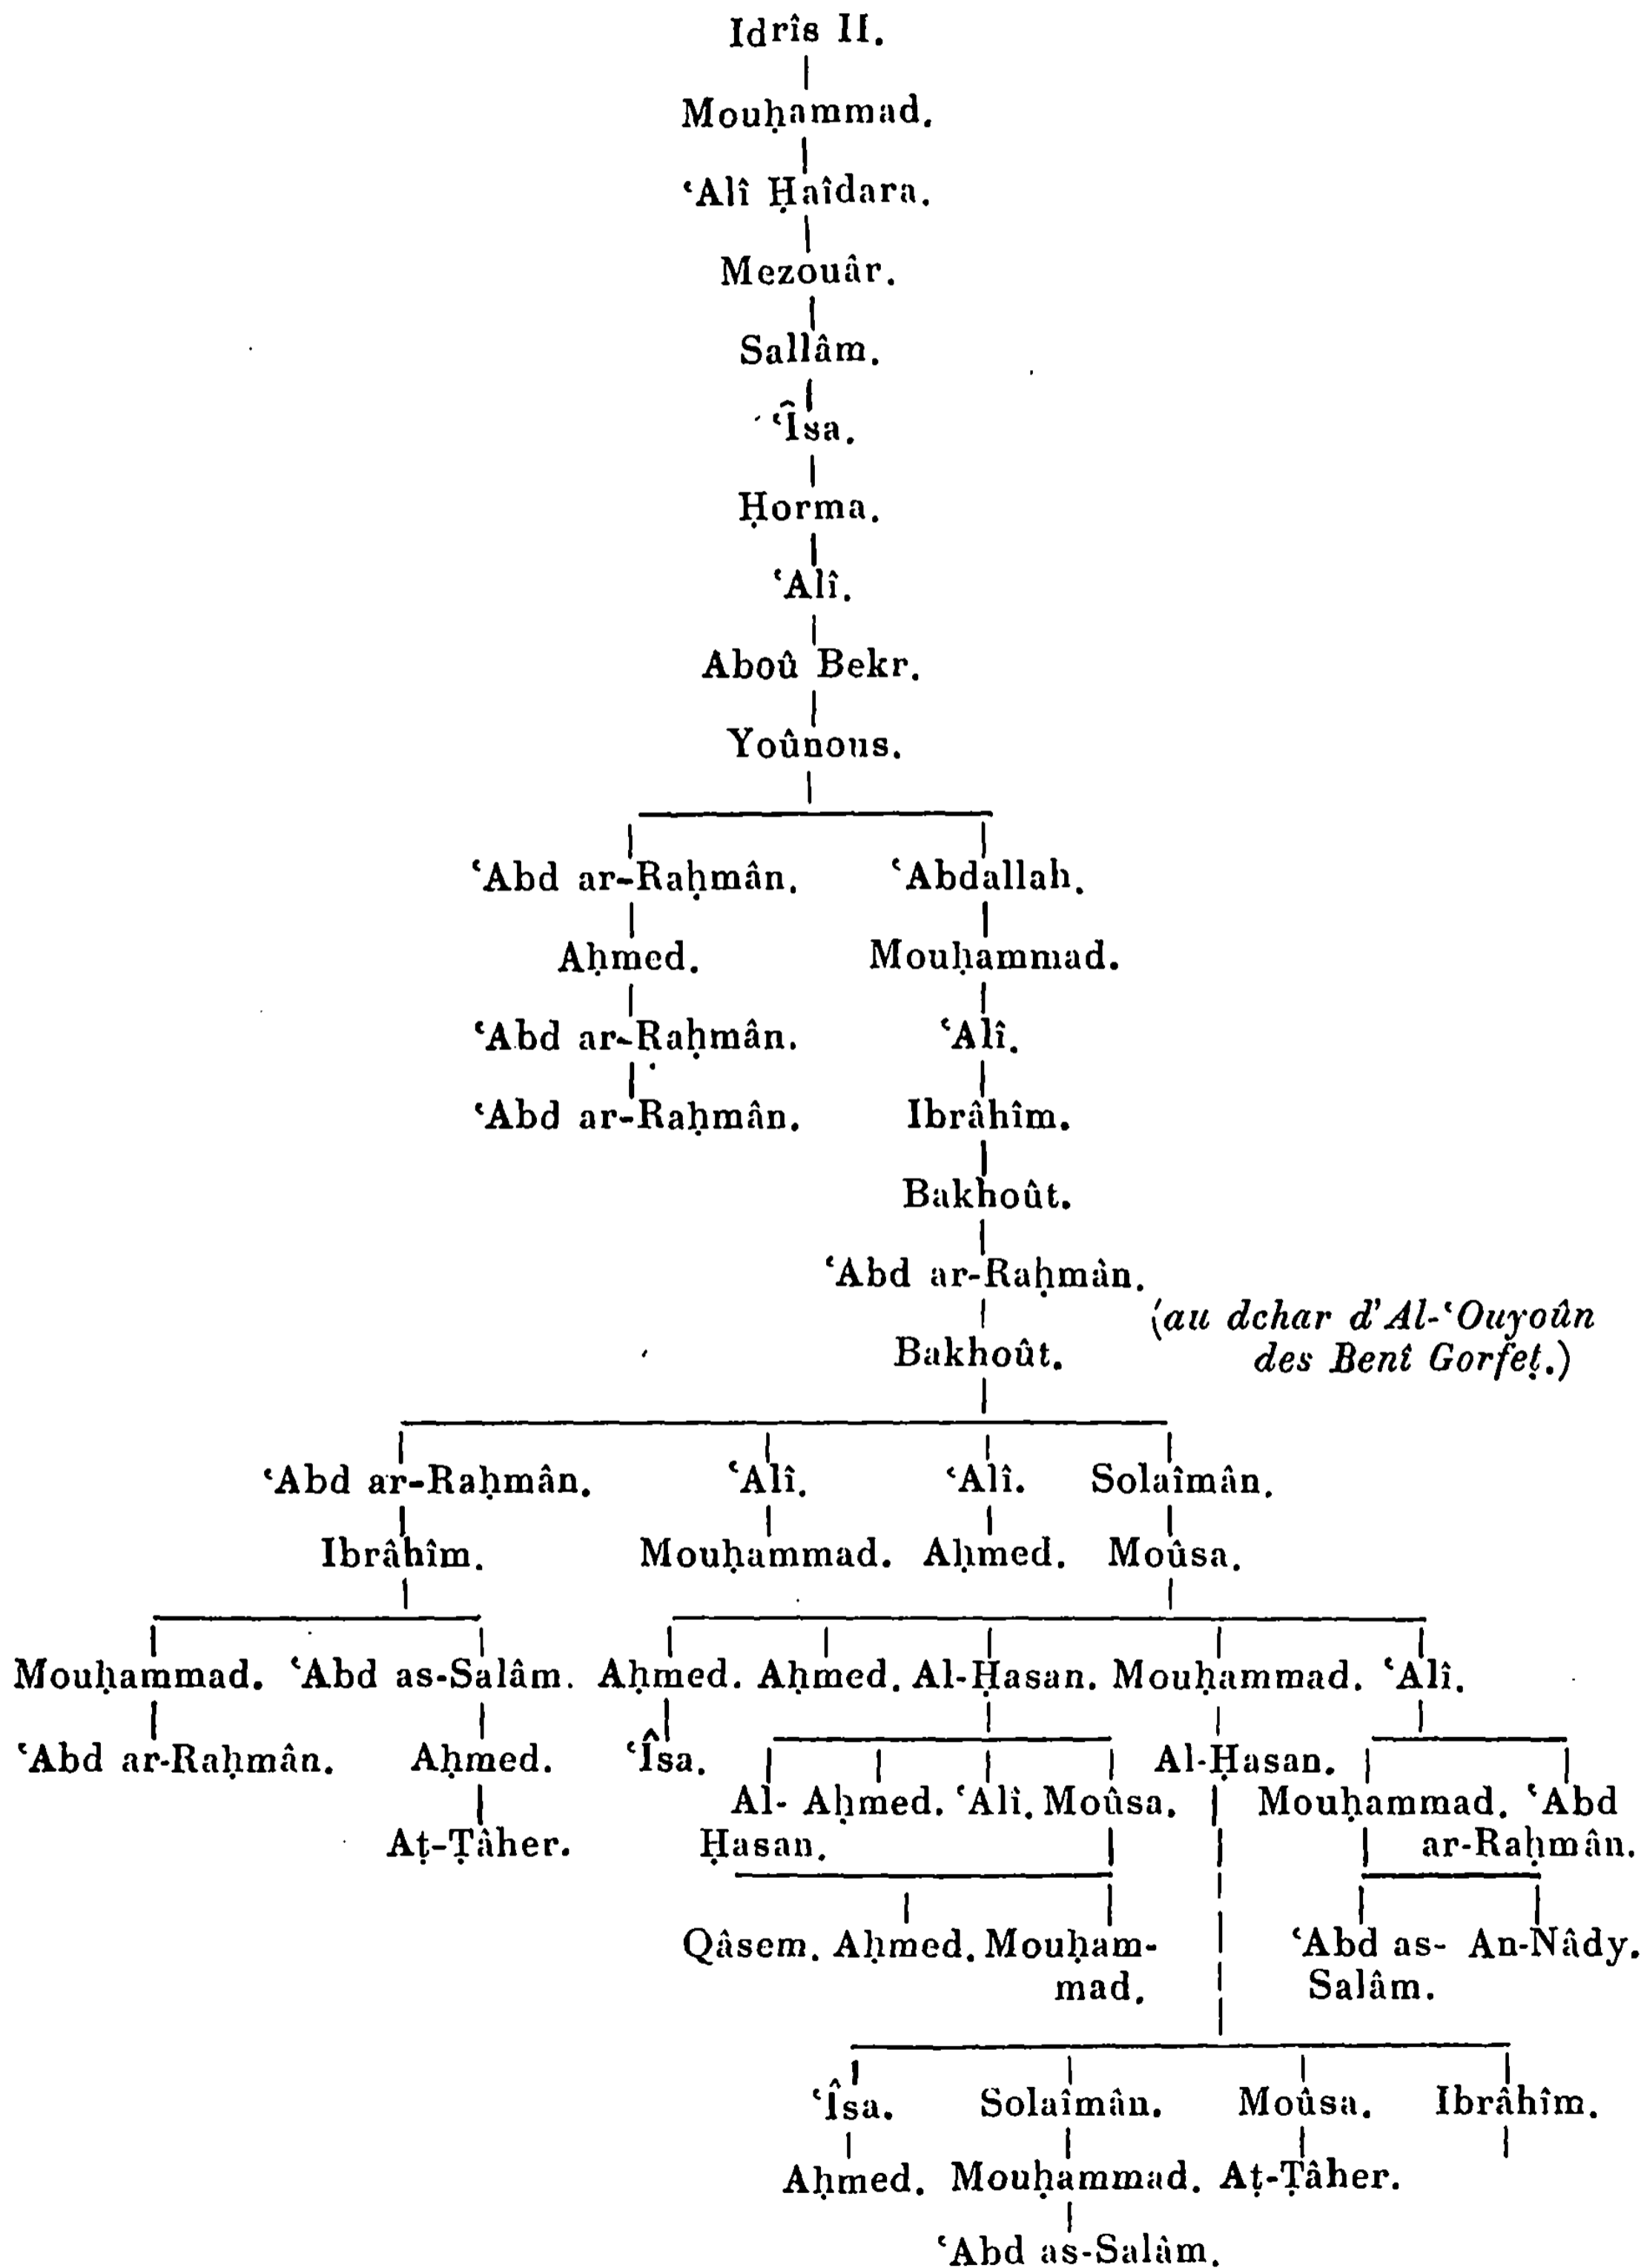 Idrîs II.
Mouḥammad.
ʿAlî Ḥaîdara.
Mezouâr.
Sallâm.
ʿÎsa.
Ḥorma.
ʿAlî.
Aboû Bekr.
Yoûnous.
ʿAbd ar-Raḥmân. ʿAbdallah.
Aḥmed. Mouḥammad.
ʿAbd ar-Raḥmân. ʿAlî.
ʿAbd ar-Raḥmân. Ibrâhîm.
Bakhoût.
ʿAbd ar-Raḥmân.
(au dchar d'Al-ʿOuyoûn
Bakhoût. des Benî Gorfeṭ.)
ʿAbd ar-Raḥmân. ʿAlî. ʿAlî. Solaîmân.
Ibrâhîm. Mouḥammad. Aḥmed. Moûsa.
Mouḥammad. ʿAbd as-Salâm. Aḥmed. Aḥmed. Al-Ḥasan. Mouḥammad. ʿAlî.
ʿAbd ar-Raḥmân. Aḥmed. ʿÎsa. Al-Ḥasan.
Al- Aḥmed. ʿAlî. Moûsa. Mouḥammad. ʿAbd
Aṭ-Ṭâher. Ḥasan. ar-Raḥmân.
Qâsem. Aḥmed. Mouḥam- ʿAbd as- An-Nâdy.
mad. Salâm.
ʿÎsa. Solaîmân. Moûsa. Ibrâhîm.
Aḥmed. Mouḥammad. Aṭ-Ṭâher.
ʿAbd as-Salâm.